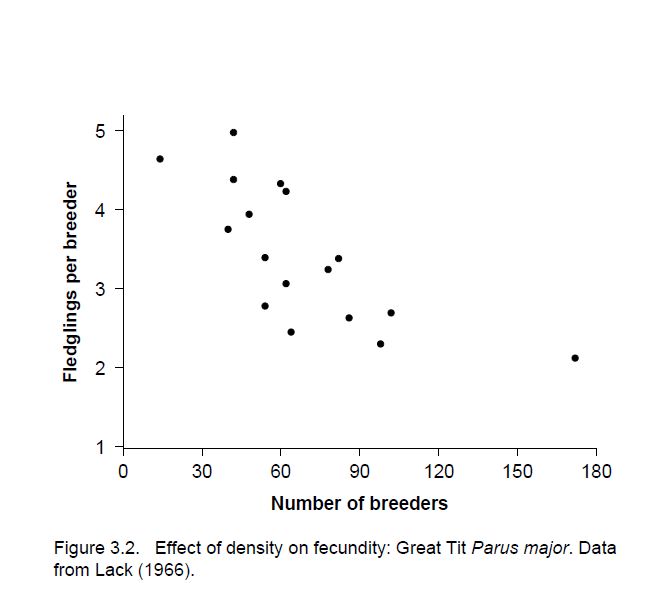 5
4
3
2
1
Fledglings per breeder
0 30 60 90 120 150 180
Number of breeders
Figure 3.2. Effect of density on fecundity: Great Tit Parus major. Data
from Lack (1966).